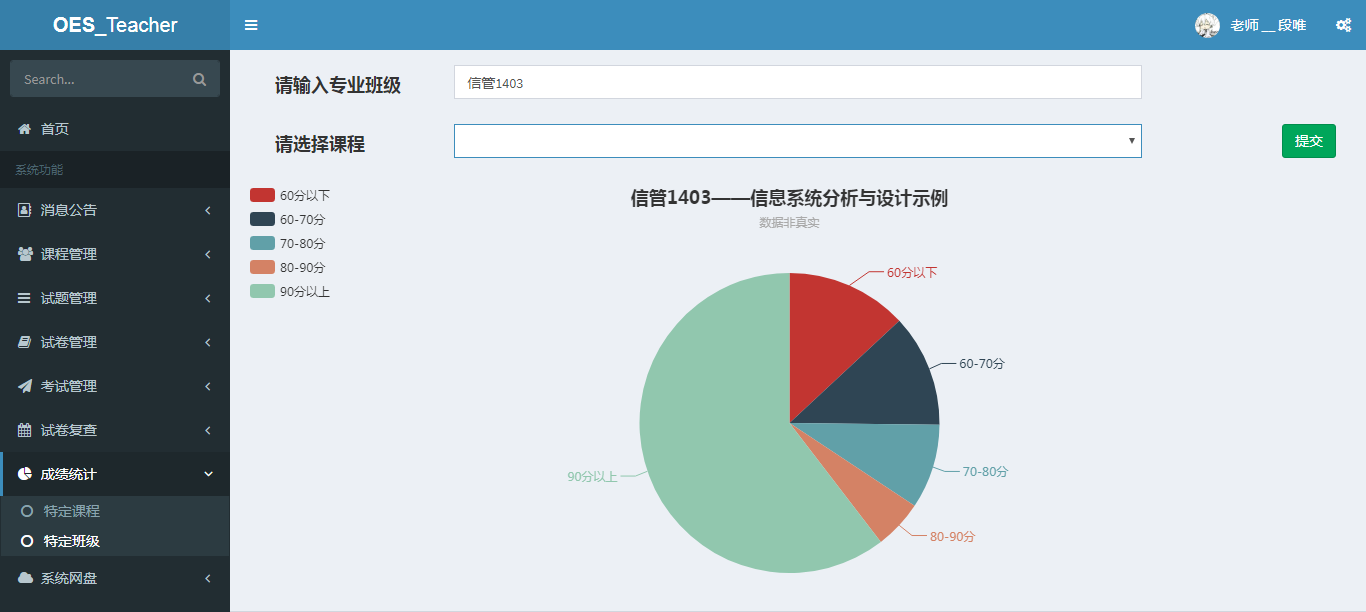 OES_Teacher
老师 __ 段唯
Search...
首页
系统功能
消息公告
课程管理
试题管理
试卷管理
考试管理
试卷复查
成绩统计
特定课程
特定班级
系统网盘
请输入专业班级
信管1403
请选择课程
提交
60分以下
60-70分
70-80分
80-90分
90分以上
信管1403——信息系统分析与设计示例
数据非真实
60分以下
60-70分
70-80分
80-90分
90分以上